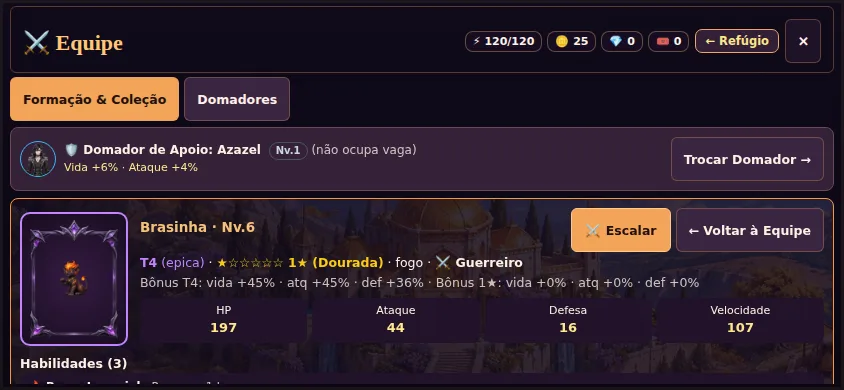 ⚔️ Equipe
⚡ 120/120 🪙 25 💎 0 🎟️ 0 ← Refúgio ✕
Formação & Coleção Domadores
🛡️ Domador de Apoio: Azazel Nv.1 (não ocupa vaga)
Vida +6% · Ataque +4%
Trocar Domador →
Brasinha · Nv.6
⚔️ Escalar ← Voltar à Equipe
T4 (epica) · ★☆☆☆☆☆ 1★ (Dourada) · fogo · ⚔️ Guerreiro
Bônus T4: vida +45% · atq +45% · def +36% · Bônus 1★: vida +0% · atq +0% · def +0%
HP Ataque Defesa Velocidade
197 44 16 107
Habilidades (3)